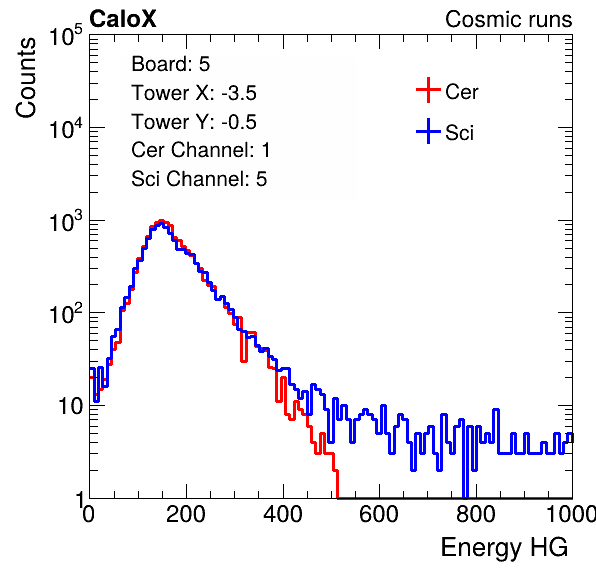 CaloX Cosmic runs
Counts
10^5
10^4
10^3
10^2
10
1
Board: 5
Tower X: -3.5
Tower Y: -0.5
Cer Channel: 1
Sci Channel: 5
Cer
Sci
0 200 400 600 800 1000
Energy HG